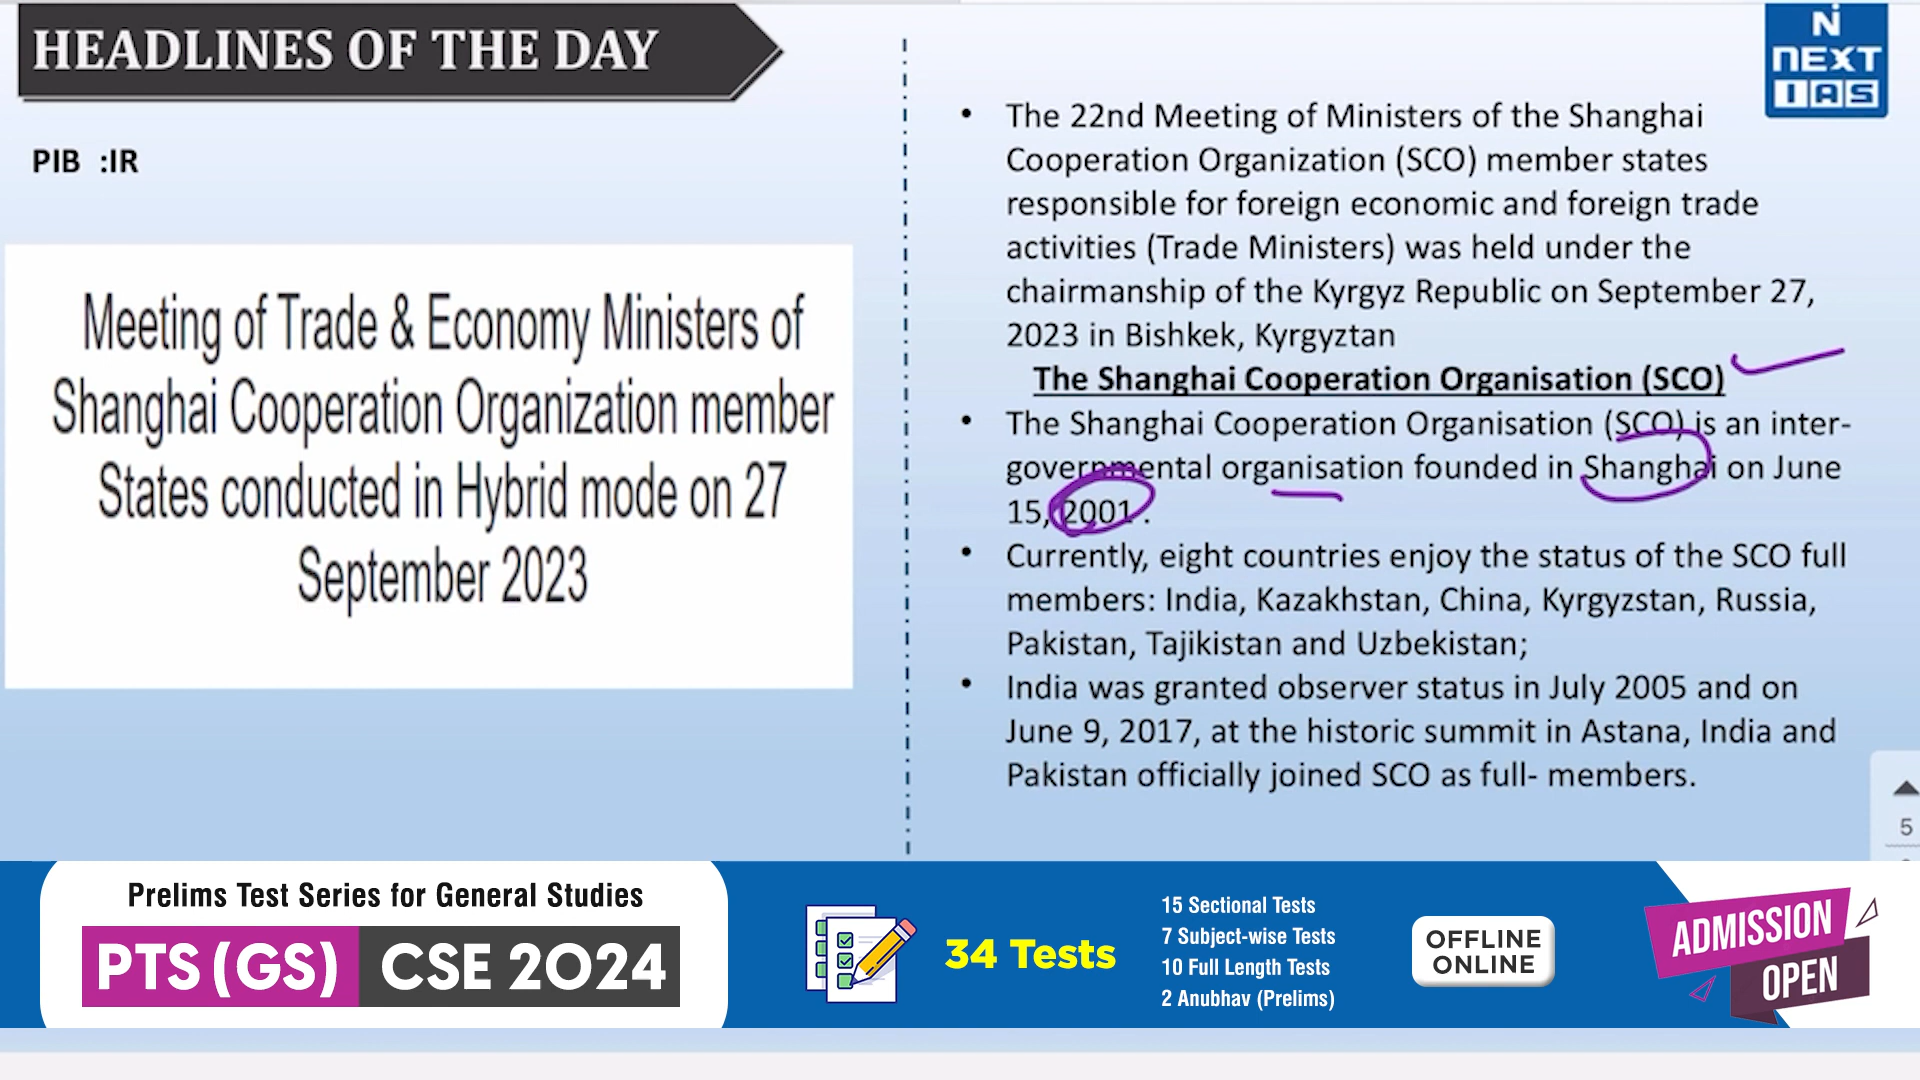 HEADLINES OF THE DAY
PIB :IR
Meeting of Trade & Economy Ministers of
Shanghai Cooperation Organization member
States conducted in Hybrid mode on 27
September 2023
N
NEXT
IAS
• The 22nd Meeting of Ministers of the Shanghai
Cooperation Organization (SCO) member states
responsible for foreign economic and foreign trade
activities (Trade Ministers) was held under the
chairmanship of the Kyrgyz Republic on September 27,
2023 in Bishkek, Kyrgyztan
The Shanghai Cooperation Organisation (SCO)
• The Shanghai Cooperation Organisation (SCO) is an inter-
governmental organisation founded in Shanghai on June
15, 2001 .
• Currently, eight countries enjoy the status of the SCO full
members: India, Kazakhstan, China, Kyrgyzstan, Russia,
Pakistan, Tajikistan and Uzbekistan;
• India was granted observer status in July 2005 and on
June 9, 2017, at the historic summit in Astana, India and
Pakistan officially joined SCO as full- members.
5
Prelims Test Series for General Studies
PTS (GS) CSE 2024
34 Tests
15 Sectional Tests
7 Subject-wise Tests
10 Full Length Tests
2 Anubhav (Prelims)
OFFLINE
ONLINE
ADMISSION
OPEN